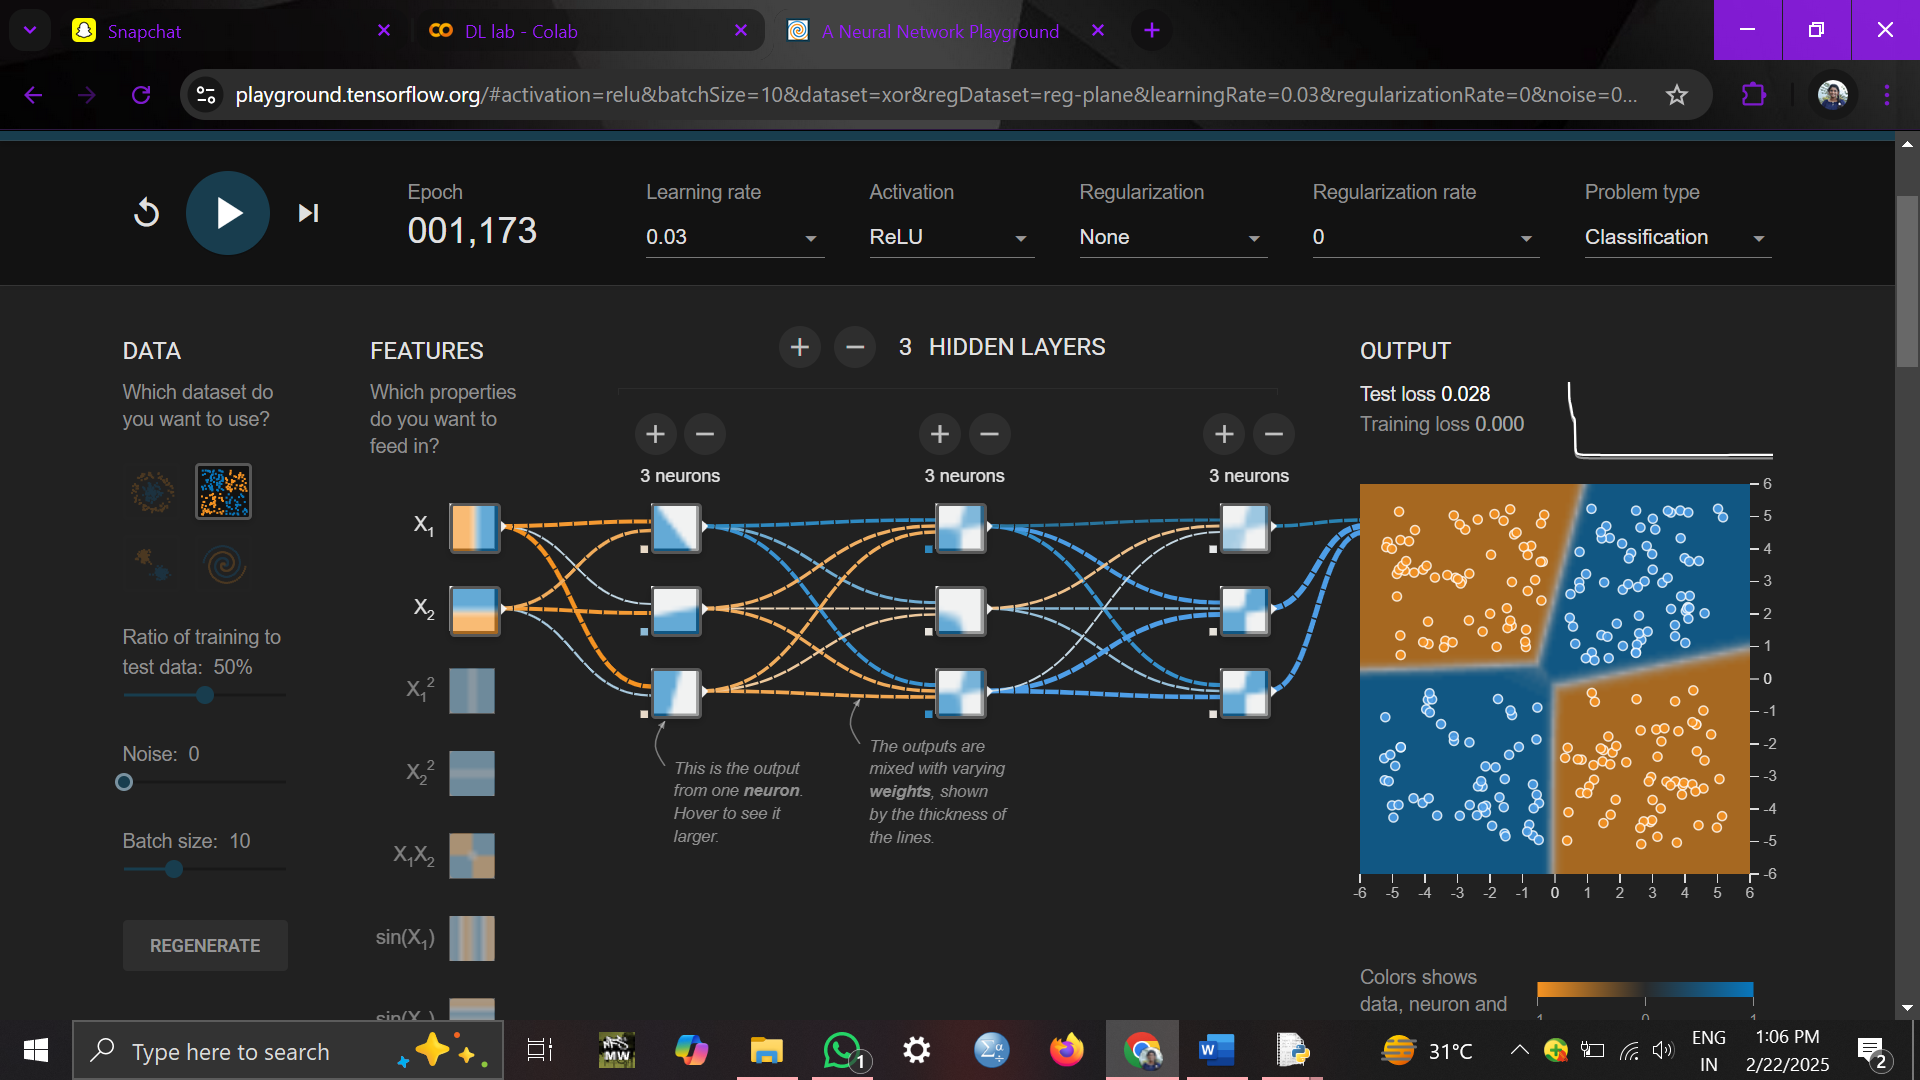 Snapchat
DL lab - Colab
A Neural Network Playground
playground.tensorflow.org/#activation=relu&batchSize=10&dataset=xor&regDataset=reg-plane&learningRate=0.03&regularizationRate=0&noise=0...
Epoch
001,173
Learning rate
0.03
Activation
ReLU
Regularization
None
Regularization rate
0
Problem type
Classification
DATA
Which dataset do
you want to use?
Ratio of training to
test data: 50%
Noise: 0
Batch size: 10
REGENERATE
FEATURES
Which properties
do you want to
feed in?
X1
X2
X1^2
X2^2
X1X2
sin(X1)
3 HIDDEN LAYERS
3 neurons
3 neurons
3 neurons
This is the output
from one neuron.
Hover to see it
larger.
The outputs are
mixed with varying
weights, shown
by the thickness of
the lines.
OUTPUT
Test loss 0.028
Training loss 0.000
6
5
4
3
2
1
0
-1
-2
-3
-4
-5
-6
-6 -5 -4 -3 -2 -1 0 1 2 3 4 5 6
Colors shows
data, neuron and
Type here to search
MW
1
31°C
ENG
IN
1:06 PM
2/22/2025
2